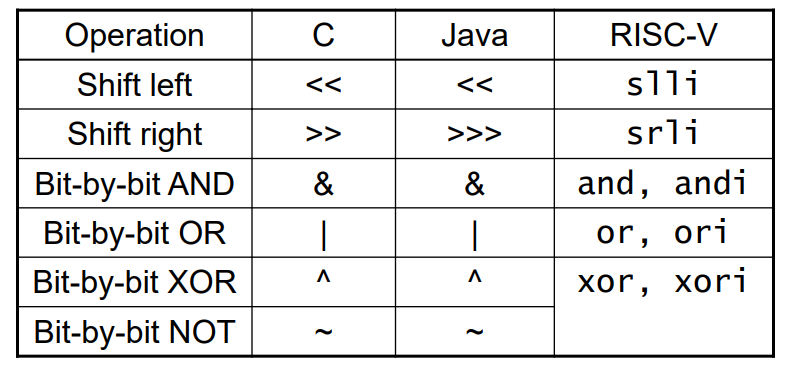 Operation C Java RISC-V
Shift left << << slli
Shift right >> >>> srli
Bit-by-bit AND & & and, andi
Bit-by-bit OR | | or, ori
Bit-by-bit XOR ^ ^ xor, xori
Bit-by-bit NOT ~ ~